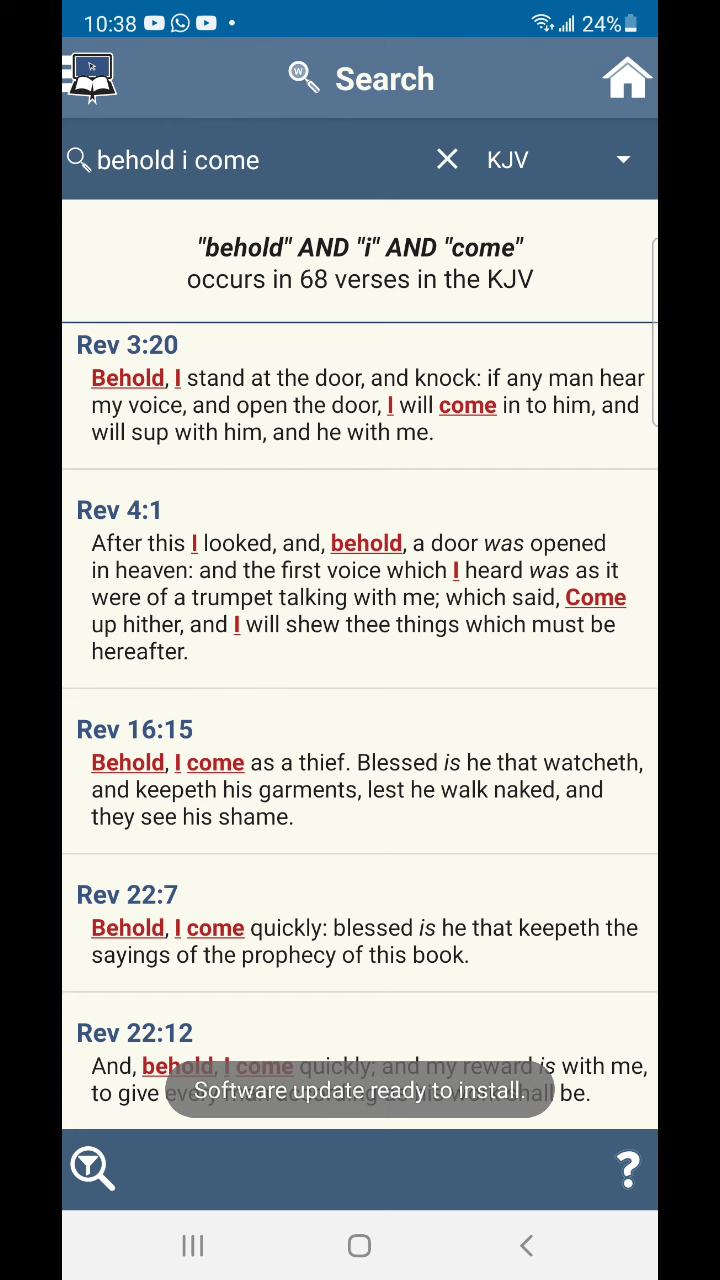 10:38 24%
W Search
behold i come KJV
"behold" AND "i" AND "come"
occurs in 68 verses in the KJV
Rev 3:20
Behold, I stand at the door, and knock: if any man hear
my voice, and open the door, I will come in to him, and
will sup with him, and he with me.
Rev 4:1
After this I looked, and, behold, a door was opened
in heaven: and the first voice which I heard was as it
were of a trumpet talking with me; which said, Come
up hither, and I will shew thee things which must be
hereafter.
Rev 16:15
Behold, I come as a thief. Blessed is he that watcheth,
and keepeth his garments, lest he walk naked, and
they see his shame.
Rev 22:7
Behold, I come quickly: blessed is he that keepeth the
sayings of the prophecy of this book.
Rev 22:12
And, behold, I come quickly; and my reward is with me,
to give every man according as his work shall be.
Software update ready to install.
?